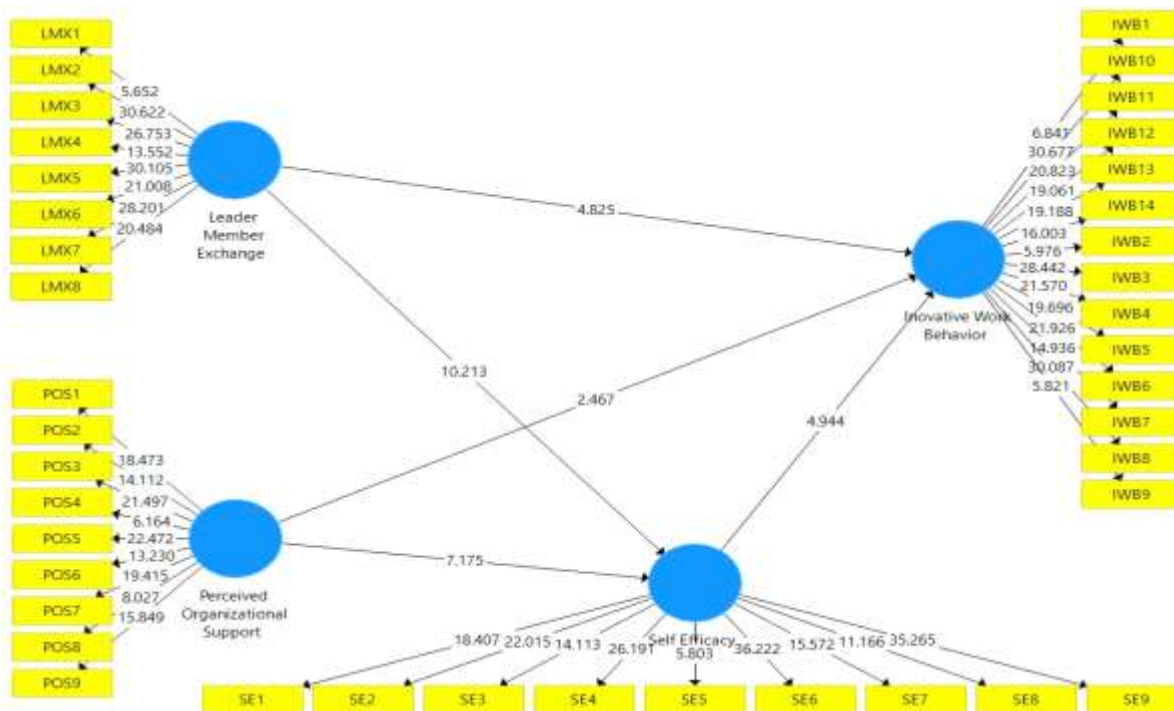 LMX1
LMX2
LMX3
LMX4
LMX5
LMX6
LMX7
LMX8
5.652
30.622
26.753
13.552
30.105
21.008
28.201
20.484
Leader
Member
Exchange
4.825
10.213
IWB1
IWB10
IWB11
IWB12
IWB13
IWB14
IWB2
IWB3
IWB4
IWB5
IWB6
IWB7
IWB8
IWB9
6.841
30.677
20.823
19.061
19.188
16.003
5.976
28.442
21.570
19.696
21.926
14.936
30.087
5.821
Inovative Work
Behavior
2.467
4.944
POS1
POS2
POS3
POS4
POS5
POS6
POS7
POS8
POS9
18.473
14.112
21.497
6.164
22.472
13.230
19.415
8.027
15.849
Perceived
Organizational
Support
7.175
Self Efficacy
18.407
22.015
14.113
26.191
5.803
36.222
15.572
11.166
35.265
SE1
SE2
SE3
SE4
SE5
SE6
SE7
SE8
SE9